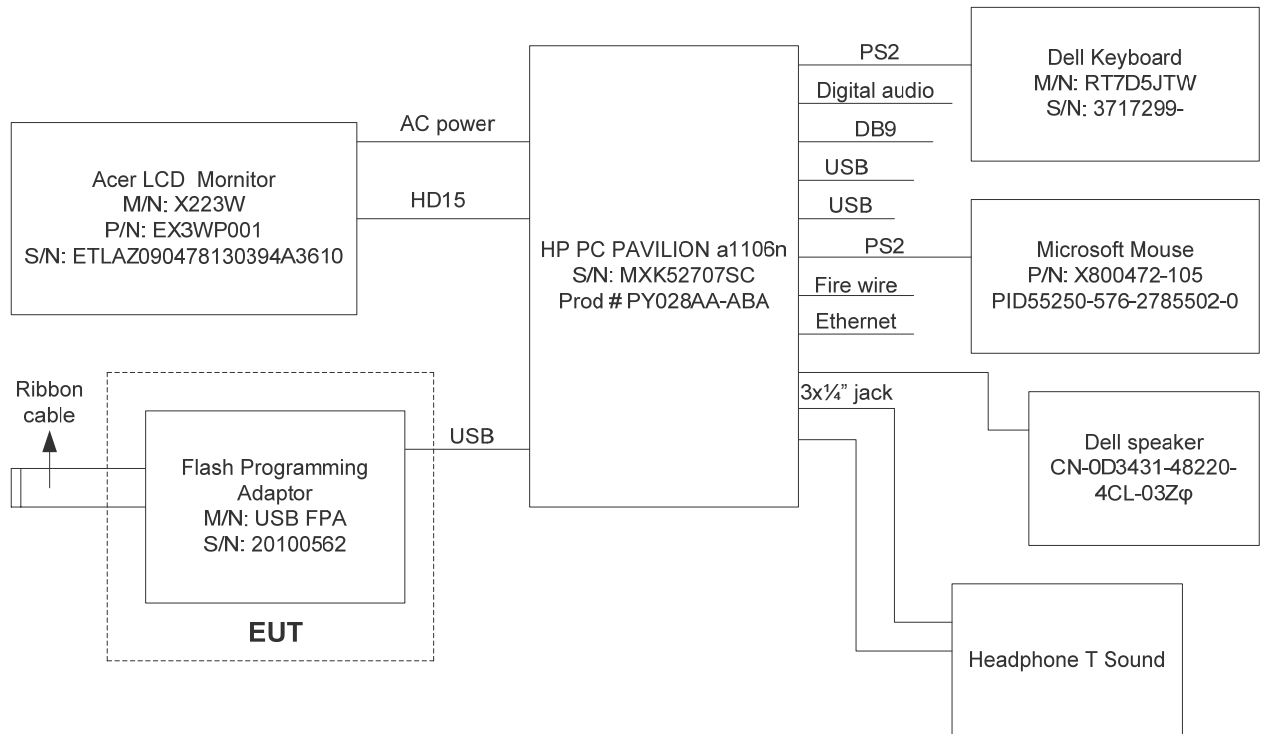 AC power
HD15
Acer LCD Mornitor
M/N: X223W
P/N: EX3WP001
S/N: ETLAZ090478130394A3610
Ribbon
cable
USB
Flash Programming
Adaptor
M/N: USB FPA
S/N: 20100562
EUT
HP PC PAVILION a1106n
S/N: MXK52707SC
Prod # PY028AA-ABA
PS2
Digital audio
DB9
USB
USB
PS2
Fire wire
Ethernet
3x¼” jack
Dell Keyboard
M/N: RT7D5JTW
S/N: 3717299-
Microsoft Mouse
P/N: X800472-105
PID55250-576-2785502-0
Dell speaker
CN-0D3431-48220-
4CL-03Zφ
Headphone T Sound